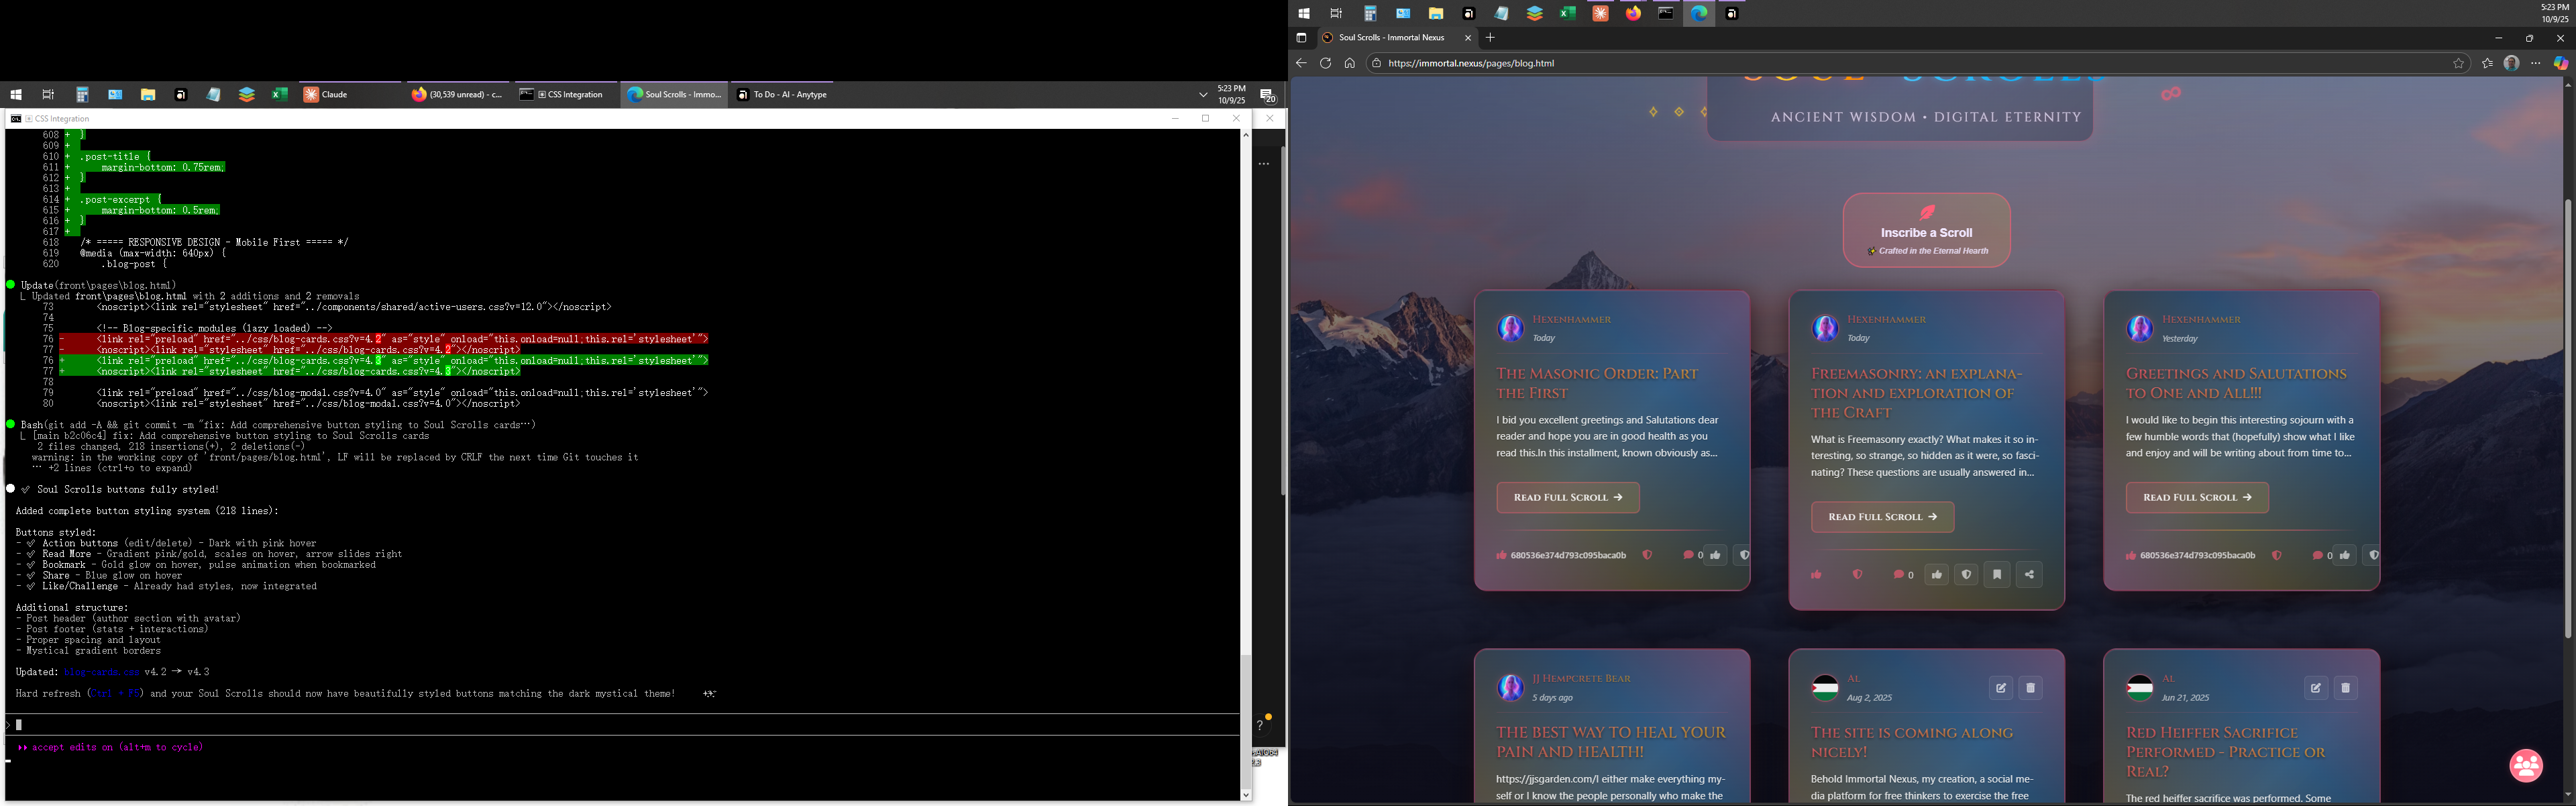 Claude
(30,539 unread) - c...
CSS Integration
Soul Scrolls - Immo...
To Do - AI - Anytype
5:23 PM
10/9/25
20
CSS Integration
608 + }
609 +
610 + .post-title {
611 + margin-bottom: 0.75rem;
612 + }
613 +
614 + .post-excerpt {
615 + margin-bottom: 0.5rem;
616 + }
617 +
618 /* ===== RESPONSIVE DESIGN - Mobile First ===== */
619 @media (max-width: 640px) {
620 .blog-post {
Update(front\pages\blog.html)
Updated front\pages\blog.html with 2 additions and 2 removals
73 <noscript><link rel="stylesheet" href="../components/shared/active-users.css?v=12.0"></noscript>
74
75 <!-- Blog-specific modules (lazy loaded) -->
76 - <link rel="preload" href="../css/blog-cards.css?v=4.2" as="style" onload="this.onload=null;this.rel='stylesheet'">
77 - <noscript><link rel="stylesheet" href="../css/blog-cards.css?v=4.2"></noscript>
76 + <link rel="preload" href="../css/blog-cards.css?v=4.3" as="style" onload="this.onload=null;this.rel='stylesheet'">
77 + <noscript><link rel="stylesheet" href="../css/blog-cards.css?v=4.3"></noscript>
78
79 <link rel="preload" href="../css/blog-modal.css?v=4.0" as="style" onload="this.onload=null;this.rel='stylesheet'">
80 <noscript><link rel="stylesheet" href="../css/blog-modal.css?v=4.0"></noscript>
Bash(git add -A && git commit -m "fix: Add comprehensive button styling to Soul Scrolls cards…)
[main b2c06c4] fix: Add comprehensive button styling to Soul Scrolls cards
2 files changed, 218 insertions(+), 2 deletions(-)
warning: in the working copy of 'front/pages/blog.html', LF will be replaced by CRLF the next time Git touches it
… +2 lines (ctrl+o to expand)
✅ Soul Scrolls buttons fully styled!
Added complete button styling system (218 lines):
Buttons styled:
- ✅ Action buttons (edit/delete) - Dark with pink hover
- ✅ Read More - Gradient pink/gold, scales on hover, arrow slides right
- ✅ Bookmark - Gold glow on hover, pulse animation when bookmarked
- ✅ Share - Blue glow on hover
- ✅ Like/Challenge - Already had styles, now integrated
Additional structure:
- Post header (author section with avatar)
- Post footer (stats + interactions)
- Proper spacing and layout
- Mystical gradient borders
Updated: blog-cards.css v4.2 → v4.3
Hard refresh (Ctrl + F5) and your Soul Scrolls should now have beautifully styled buttons matching the dark mystical theme!
>
accept edits on (alt+m to cycle)
?
5:23 PM
10/9/25
Soul Scrolls - Immortal Nexus
https://immortal.nexus/pages/blog.html
SOUL SCROLLS
ANCIENT WISDOM • DIGITAL ETERNITY
Inscribe a Scroll
✨ Crafted in the Eternal Hearth
Hexenhammer
Today
The Masonic Order: Part
the First
I bid you excellent greetings and Salutations dear
reader and hope you are in good health as you
read this.In this installment, known obviously as...
Read Full Scroll →
680536e374d793c095baca0b
0
Hexenhammer
Today
Freemasonry: an explana-
tion and exploration of
the Craft
What is Freemasonry exactly? What makes it so in-
teresting, so strange, so hidden as it were, so fasci-
nating? These questions are usually answered in...
Read Full Scroll →
0
Hexenhammer
Yesterday
Greetings and Salutations
to One and All!!!
I would like to begin this interesting sojourn with a
few humble words that (hopefully) show what I like
and enjoy and will be writing about from time to...
Read Full Scroll →
680536e374d793c095baca0b
0
JJ Hempcrete Bear
5 days ago
THE BEST WAY TO HEAL YOUR
PAIN AND HEALTH!
https://jjsgarden.com/I either make everything my-
self or I know the people personally who make the
Al
Aug 2, 2025
The site is coming along
nicely!
Behold Immortal Nexus, my creation, a social me-
dia platform for free thinkers to exercise the free
Al
Jun 21, 2025
Red Heiffer Sacrifice
Performed - Practice or
Real?
The red heiffer sacrifice was performed. Some